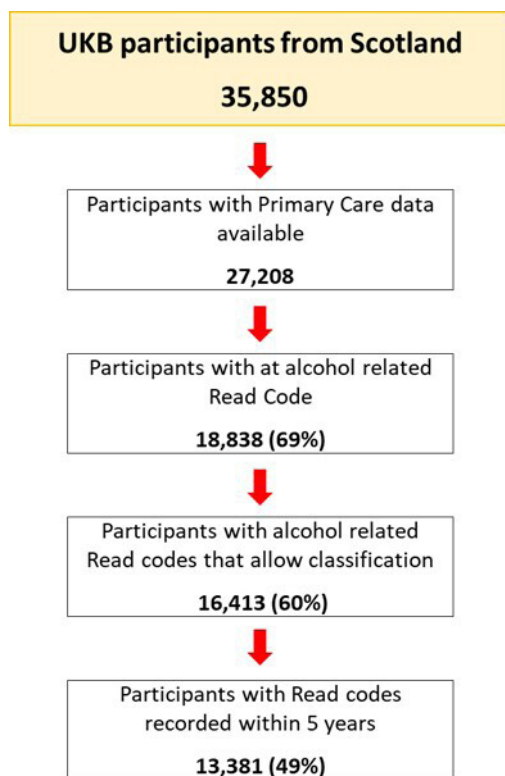 UKB participants from Scotland
35,850
Participants with Primary Care data
available
27,208
Participants with at alcohol related
Read Code
18,838 (69%)
Participants with alcohol related
Read codes that allow classification
16,413 (60%)
Participants with Read codes
recorded within 5 years
13,381 (49%)